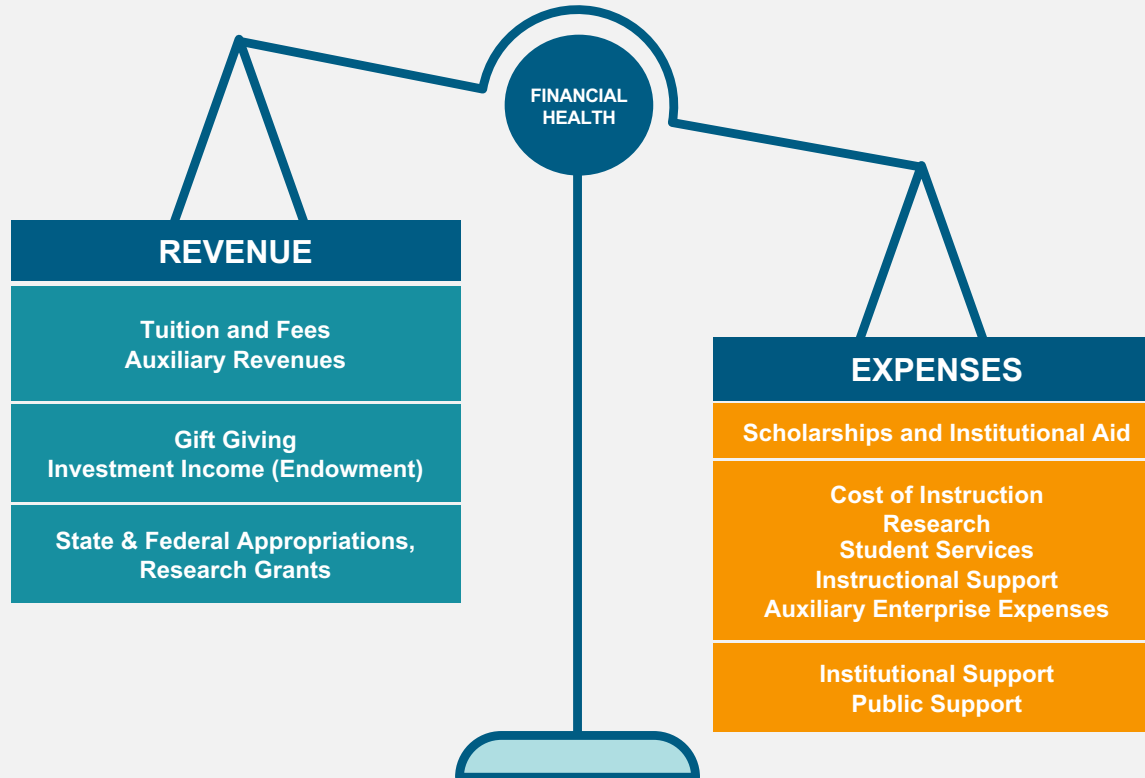 FINANCIAL
HEALTH
REVENUE
Tuition and Fees
Auxiliary Revenues
Gift Giving
Investment Income (Endowment)
State & Federal Appropriations,
Research Grants
EXPENSES
Scholarships and Institutional Aid
Cost of Instruction
Research
Student Services
Instructional Support
Auxiliary Enterprise Expenses
Institutional Support
Public Support